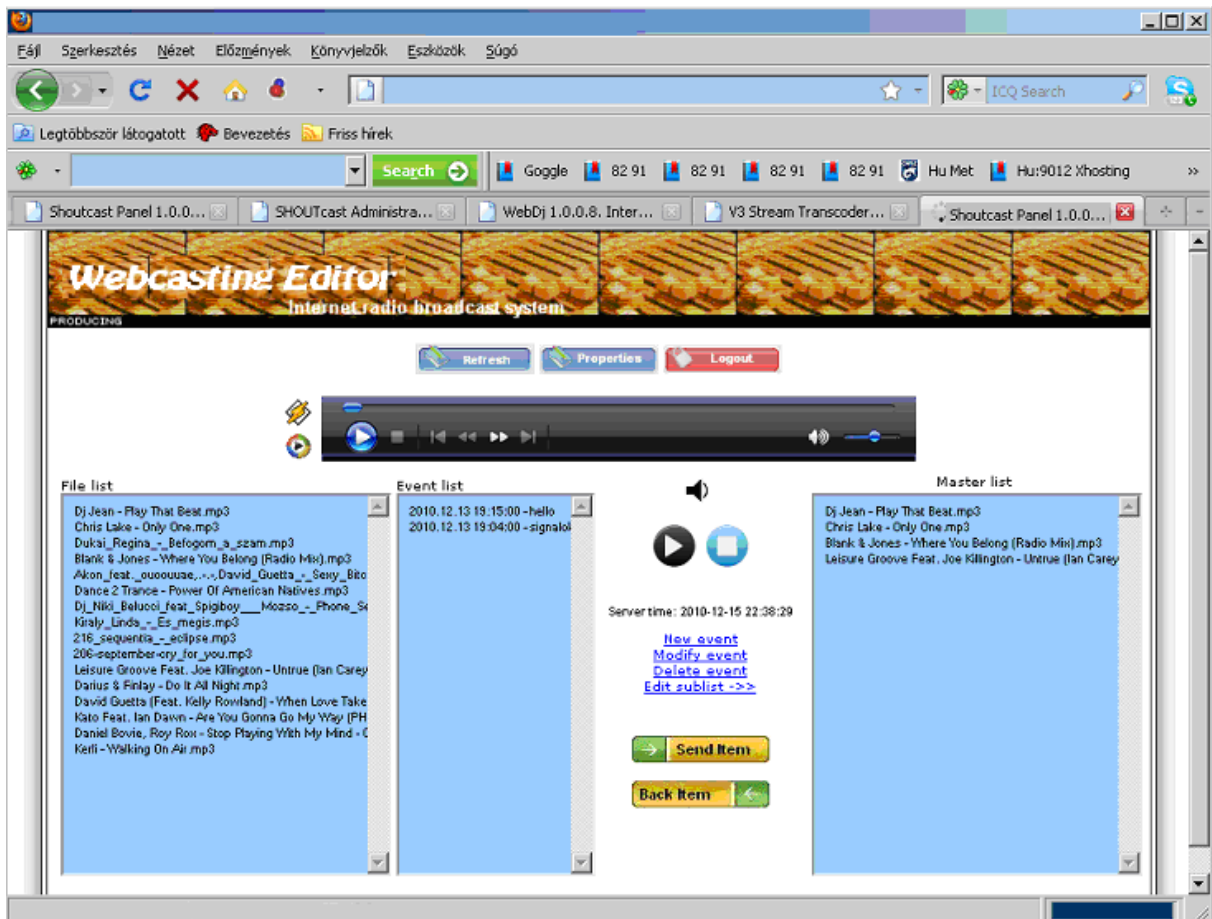 Fájl Szerkesztés Nézet Előzmények Könyvjelzők Eszközök Súgó
ICQ Search
Legtöbbször látogatott Bevezetés Friss hírek
Search Goggle 82 91 82 91 82 91 82 91 Hu Met Hu:9012 Xhosting »
Shoutcast Panel 1.0.0... SHOUTcast Administra... WebDj 1.0.0.8. Inter... V3 Stream Transcoder... Shoutcast Panel 1.0.0...
Webcasting Editor
Internet radio broadcast system
PRODUCING
Refresh Properties Logout
File list
Dj Jean - Play That Beat.mp3
Chris Lake - Only One.mp3
Dukai_Regina_-_Befogom_a_szam.mp3
Blank & Jones - Where You Belong (Radio Mix).mp3
Akon_feat._ouoouuae,.-.,David_Guetta_-_Sexy_Bitc
Dance 2 Trance - Power Of American Natives.mp3
Dj_Niki_Belucci_feat_Spigiboy___Mozso_-_Phone_Se
Kiraly_Linda_-_Es_megis.mp3
216_sequentia_-_eclipse.mp3
206-september-cry_for_you.mp3
Leisure Groove Feat. Joe Killington - Untrue (Ian Carey
Darius & Finlay - Do It All Night.mp3
David Guetta (Feat. Kelly Rowland) - When Love Take
Kato Feat. Ian Dawn - Are You Gonna Go My Way (PH
Daniel Bovie, Roy Rox - Stop Playing With My Mind - C
Kerli - Walking On Air.mp3
Event list
2010.12.13 19:15:00 - hello
2010.12.13 19:04:00 - signalol
Server time: 2010-12-15 22:38:29
New event
Modify event
Delete event
Edit sublist ->>
Send Item
Back Item
Master list
Dj Jean - Play That Beat.mp3
Chris Lake - Only One.mp3
Blank & Jones - Where You Belong (Radio Mix).mp3
Leisure Groove Feat. Joe Killington - Untrue (Ian Carey